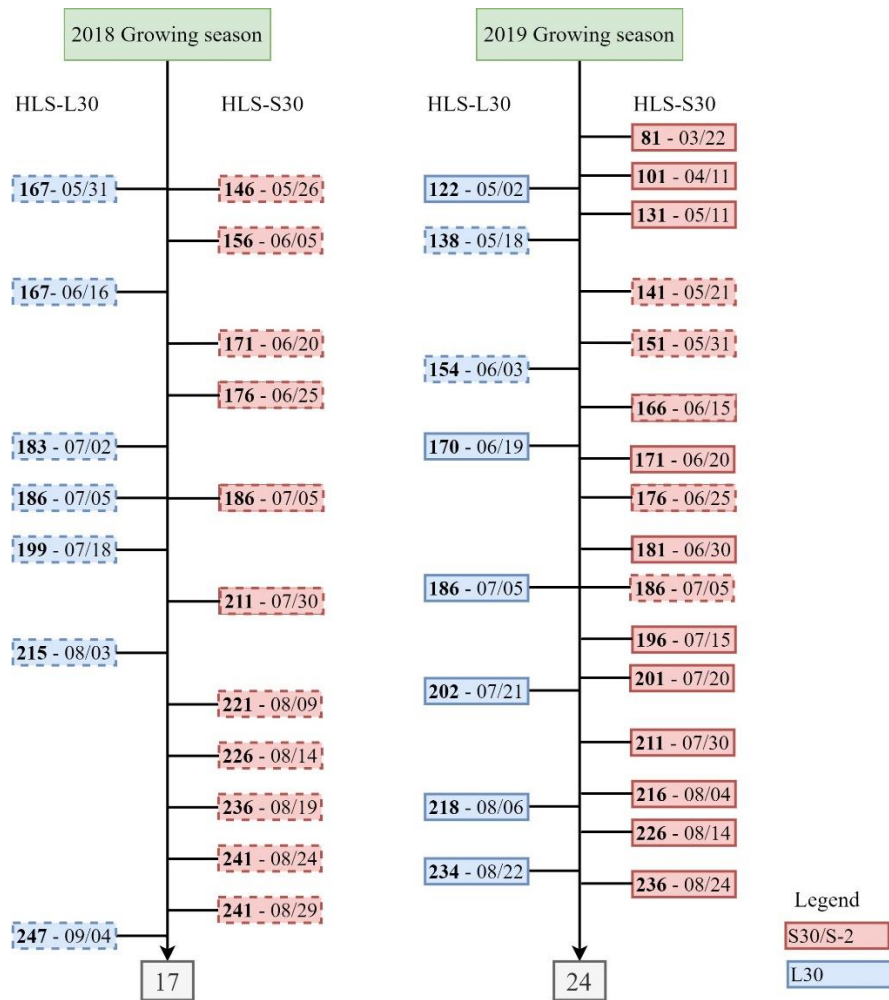 2018 Growing season
HLS-L30
HLS-S30
167- 05/31
146 - 05/26
156 - 06/05
167- 06/16
171 - 06/20
176 - 06/25
183 - 07/02
186 - 07/05
186 - 07/05
199 - 07/18
211 - 07/30
215 - 08/03
221 - 08/09
226 - 08/14
236 - 08/19
241 - 08/24
241 - 08/29
247 - 09/04
17
2019 Growing season
HLS-L30
HLS-S30
81 - 03/22
101 - 04/11
122 - 05/02
131 - 05/11
138 - 05/18
141 - 05/21
151 - 05/31
154 - 06/03
166 - 06/15
170 - 06/19
171 - 06/20
176 - 06/25
181 - 06/30
186 - 07/05
186 - 07/05
196 - 07/15
201 - 07/20
202 - 07/21
211 - 07/30
216 - 08/04
218 - 08/06
226 - 08/14
234 - 08/22
236 - 08/24
24
Legend
S30/S-2
L30